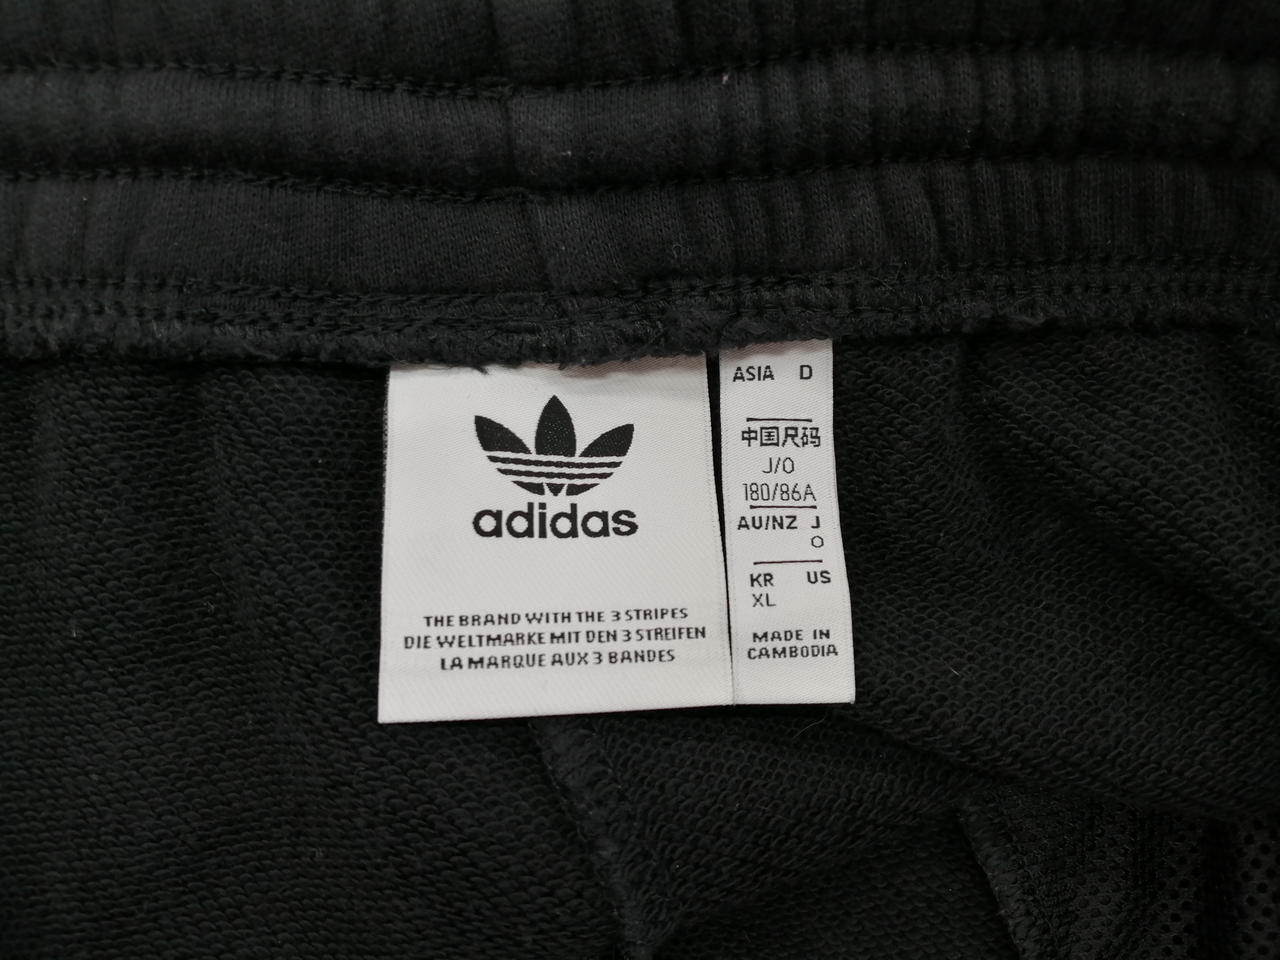 adidas
THE BRAND WITH THE 3 STRIPES
DIE WELTMARKE MIT DEN 3 STREIFEN
LA MARQUE AUX 3 BANDES
ASIA D
中国尺码
J/O
180/86A
AU/NZ J
O
KR US
XL
MADE IN
CAMBODIA